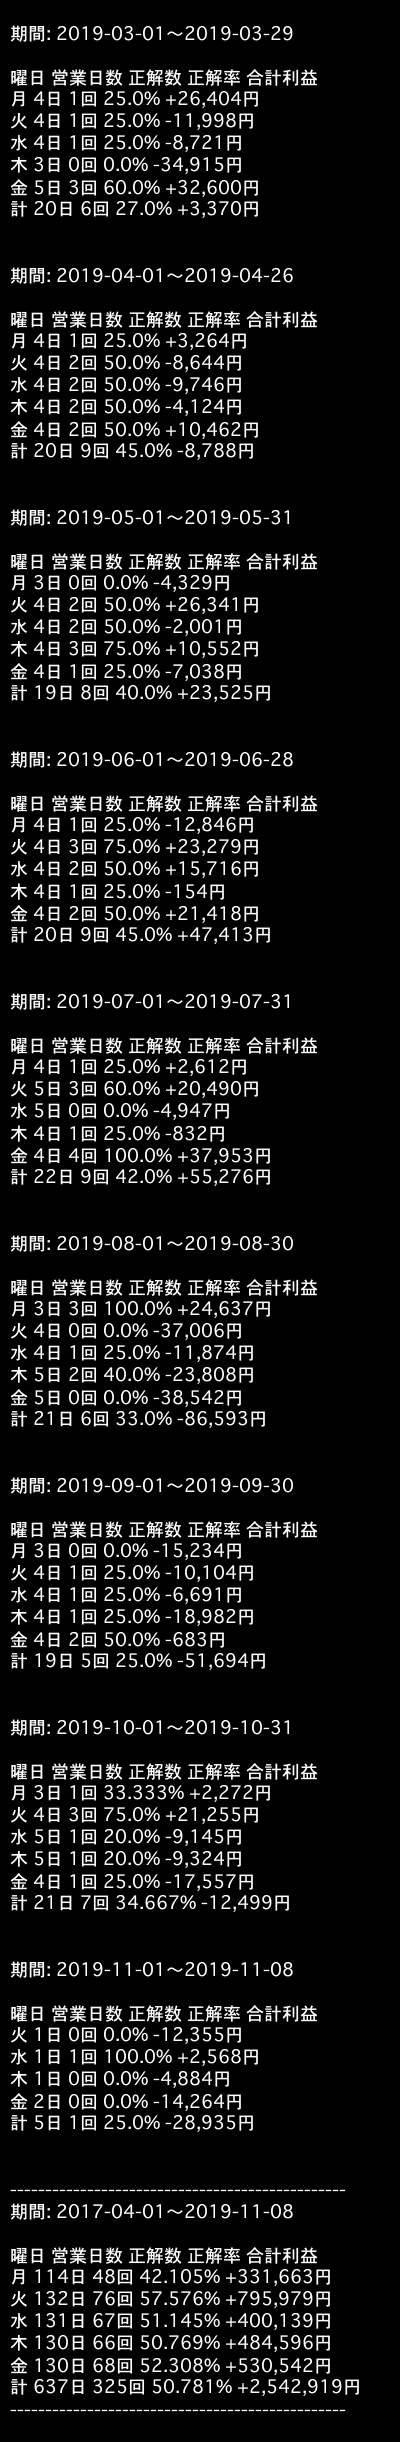 期間: 2019-03-01〜2019-03-29
曜日 営業日数 正解数 正解率 合計利益
月 4日 1回 25.0% +26,404円
火 4日 1回 25.0% -11,998円
水 4日 1回 25.0% -8,721円
木 3日 0回 0.0% -34,915円
金 5日 3回 60.0% +32,600円
計 20日 6回 27.0% +3,370円
期間: 2019-04-01〜2019-04-26
曜日 営業日数 正解数 正解率 合計利益
月 4日 1回 25.0% +3,264円
火 4日 2回 50.0% -8,644円
水 4日 2回 50.0% -9,746円
木 4日 2回 50.0% -4,124円
金 4日 2回 50.0% +10,462円
計 20日 9回 45.0% -8,788円
期間: 2019-05-01〜2019-05-31
曜日 営業日数 正解数 正解率 合計利益
月 3日 0回 0.0% -4,329円
火 4日 2回 50.0% +26,341円
水 4日 2回 50.0% -2,001円
木 4日 3回 75.0% +10,552円
金 4日 1回 25.0% -7,038円
計 19日 8回 40.0% +23,525円
期間: 2019-06-01〜2019-06-28
曜日 営業日数 正解数 正解率 合計利益
月 4日 1回 25.0% -12,846円
火 4日 3回 75.0% +23,279円
水 4日 2回 50.0% +15,716円
木 4日 1回 25.0% -154円
金 4日 2回 50.0% +21,418円
計 20日 9回 45.0% +47,413円
期間: 2019-07-01〜2019-07-31
曜日 営業日数 正解数 正解率 合計利益
月 4日 1回 25.0% +2,612円
火 5日 3回 60.0% +20,490円
水 5日 0回 0.0% -4,947円
木 4日 1回 25.0% -832円
金 4日 4回 100.0% +37,953円
計 22日 9回 42.0% +55,276円
期間: 2019-08-01〜2019-08-30
曜日 営業日数 正解数 正解率 合計利益
月 3日 3回 100.0% +24,637円
火 4日 0回 0.0% -37,006円
水 4日 1回 25.0% -11,874円
木 5日 2回 40.0% -23,808円
金 5日 0回 0.0% -38,542円
計 21日 6回 33.0% -86,593円
期間: 2019-09-01〜2019-09-30
曜日 営業日数 正解数 正解率 合計利益
月 3日 0回 0.0% -15,234円
火 4日 1回 25.0% -10,104円
水 4日 1回 25.0% -6,691円
木 4日 1回 25.0% -18,982円
金 4日 2回 50.0% -683円
計 19日 5回 25.0% -51,694円
期間: 2019-10-01〜2019-10-31
曜日 営業日数 正解数 正解率 合計利益
月 3日 1回 33.333% +2,272円
火 4日 3回 75.0% +21,255円
水 5日 1回 20.0% -9,145円
木 5日 1回 20.0% -9,324円
金 4日 1回 25.0% -17,557円
計 21日 7回 34.667% -12,499円
期間: 2019-11-01〜2019-11-08
曜日 営業日数 正解数 正解率 合計利益
火 1日 0回 0.0% -12,355円
水 1日 1回 100.0% +2,568円
木 1日 0回 0.0% -4,884円
金 2日 0回 0.0% -14,264円
計 5日 1回 25.0% -28,935円
------------------------------------------------
期間: 2017-04-01〜2019-11-08
曜日 営業日数 正解数 正解率 合計利益
月 114日 48回 42.105% +331,663円
火 132日 76回 57.576% +795,979円
水 131日 67回 51.145% +400,139円
木 130日 66回 50.769% +484,596円
金 130日 68回 52.308% +530,542円
計 637日 325回 50.781% +2,542,919円
------------------------------------------------